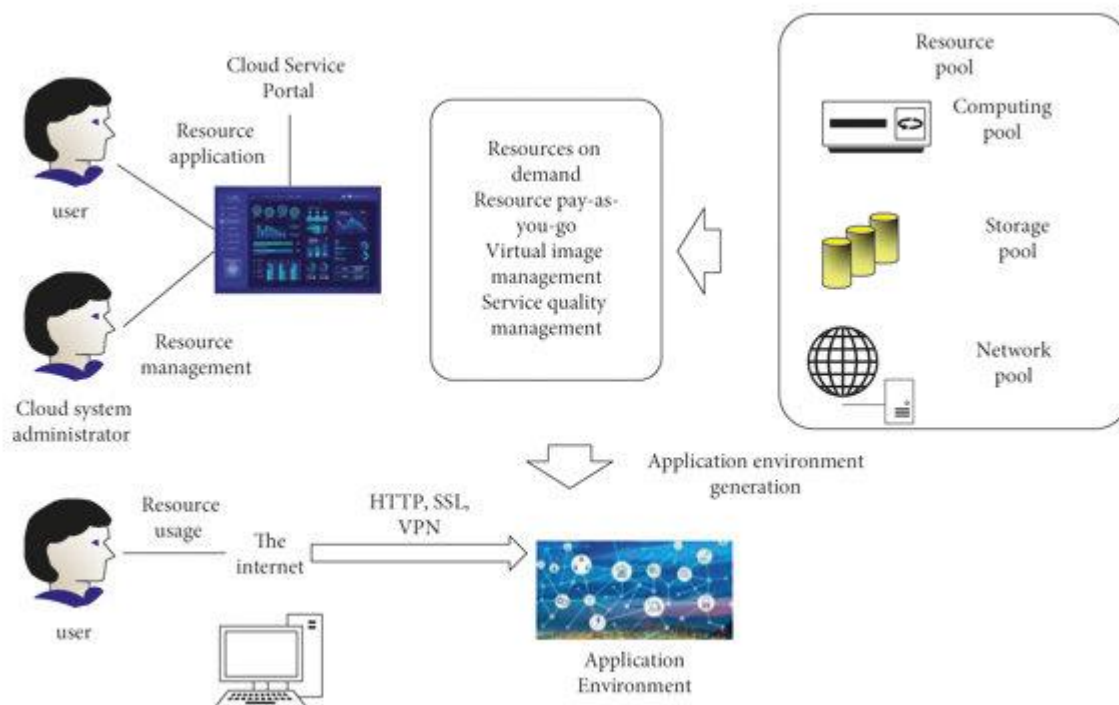 Cloud Service
Portal
Resource
application
user
Resource
management
Cloud system
administrator
Resources on
demand
Resource pay-as-
you-go
Virtual image
management
Service quality
management
Resource
pool
Computing
pool
Storage
pool
Network
pool
Application environment
generation
Resource
usage
user
The
internet
HTTP, SSL,
VPN
Application
Environment